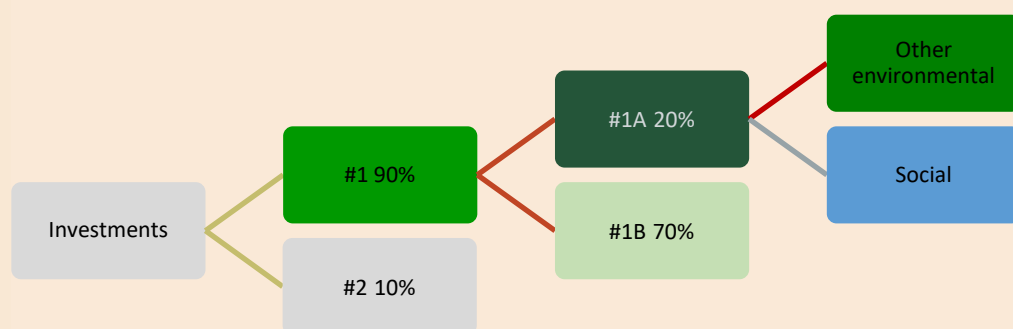 Other
environmental
#1A 20%
#1 90%
Social
Investments
#1B 70%
#2 10%